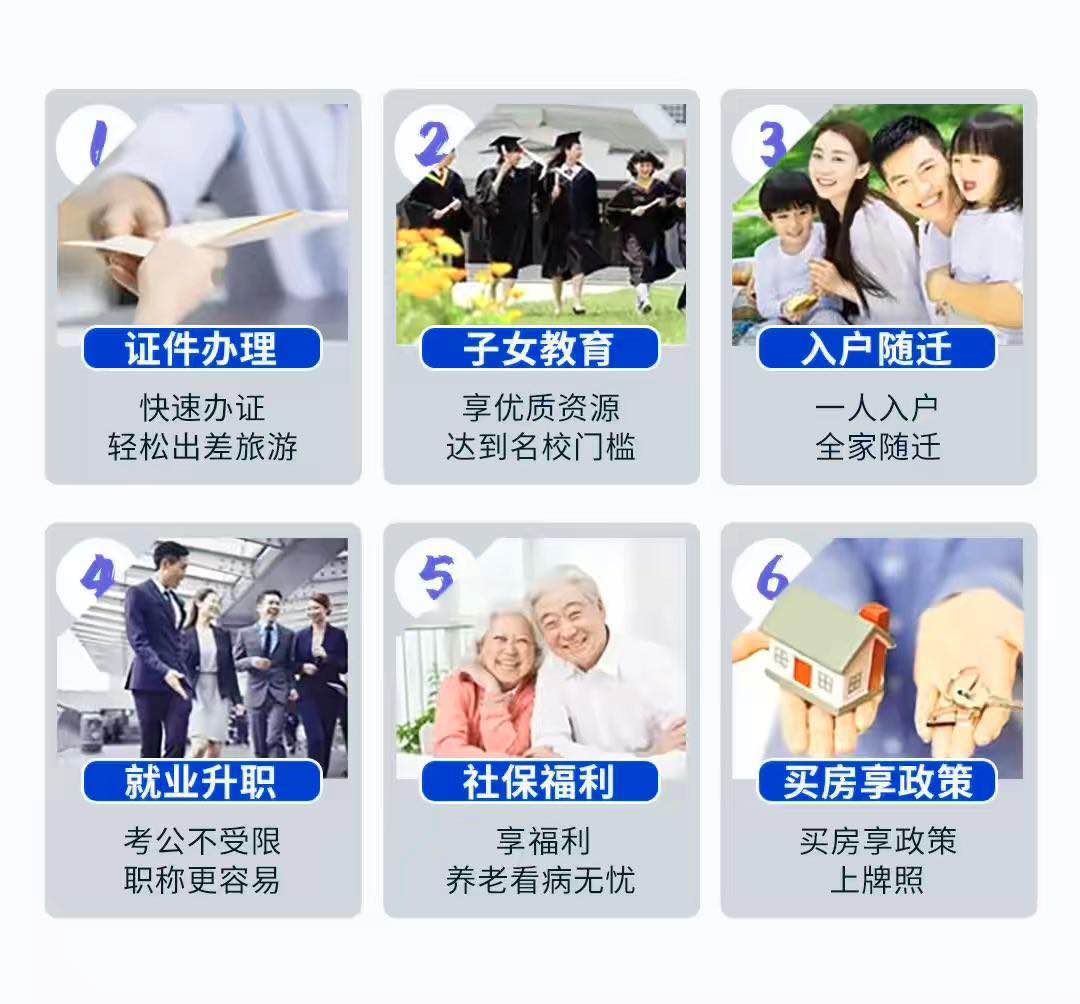 1
2
3
证件办理
子女教育
入户随迁
快速办证
轻松出差旅游
享优质资源
达到名校门槛
一人入户
全家随迁
4
5
6
就业升职
社保福利
买房享政策
考公不受限
职称更容易
享福利
养老看病无忧
买房享政策
上牌照